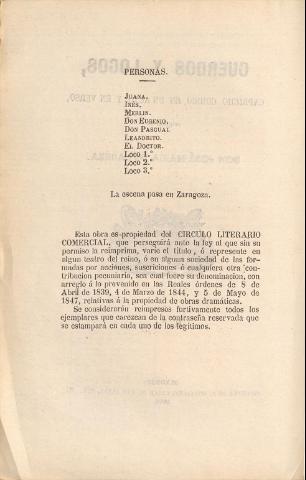 PERSONAS.
JUANA.
INÉS.
MERLIN.
DON EUGENIO.
DON PASCUAL
LEANDRITO.
EL DOCTOR.
LOCO 1.°
LOCO 2.°
LOCO 3.°
La escena pasa en Zaragoza.
Esta obra es propiedad del CIRCULO LITERARIO
COMERCIAL, que perseguirá ante la ley al que sin su
permiso la reimprima, varie el título, ó represente en
algun teatro del reino, ó en alguna sociedad de las for-
madas por acciones, suscriciones ó cualquiera otra con-
tribucion pecuniaria, sea cual fuere su denominacion, con
arreglo á lo prevenido en las Reales órdenes de 8 de
Abril de 1839, 4 de Marzo de 1844, y 5 de Mayo de
1847, relativas á la propiedad de obras dramáticas.
Se considerarán reimpresos furtivamente todos los
ejemplares que carezcan de la contraseña reservada que
se estampará en cada uno de los legítimos.